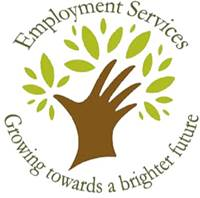 Employment Services
Growing towards a brighter future